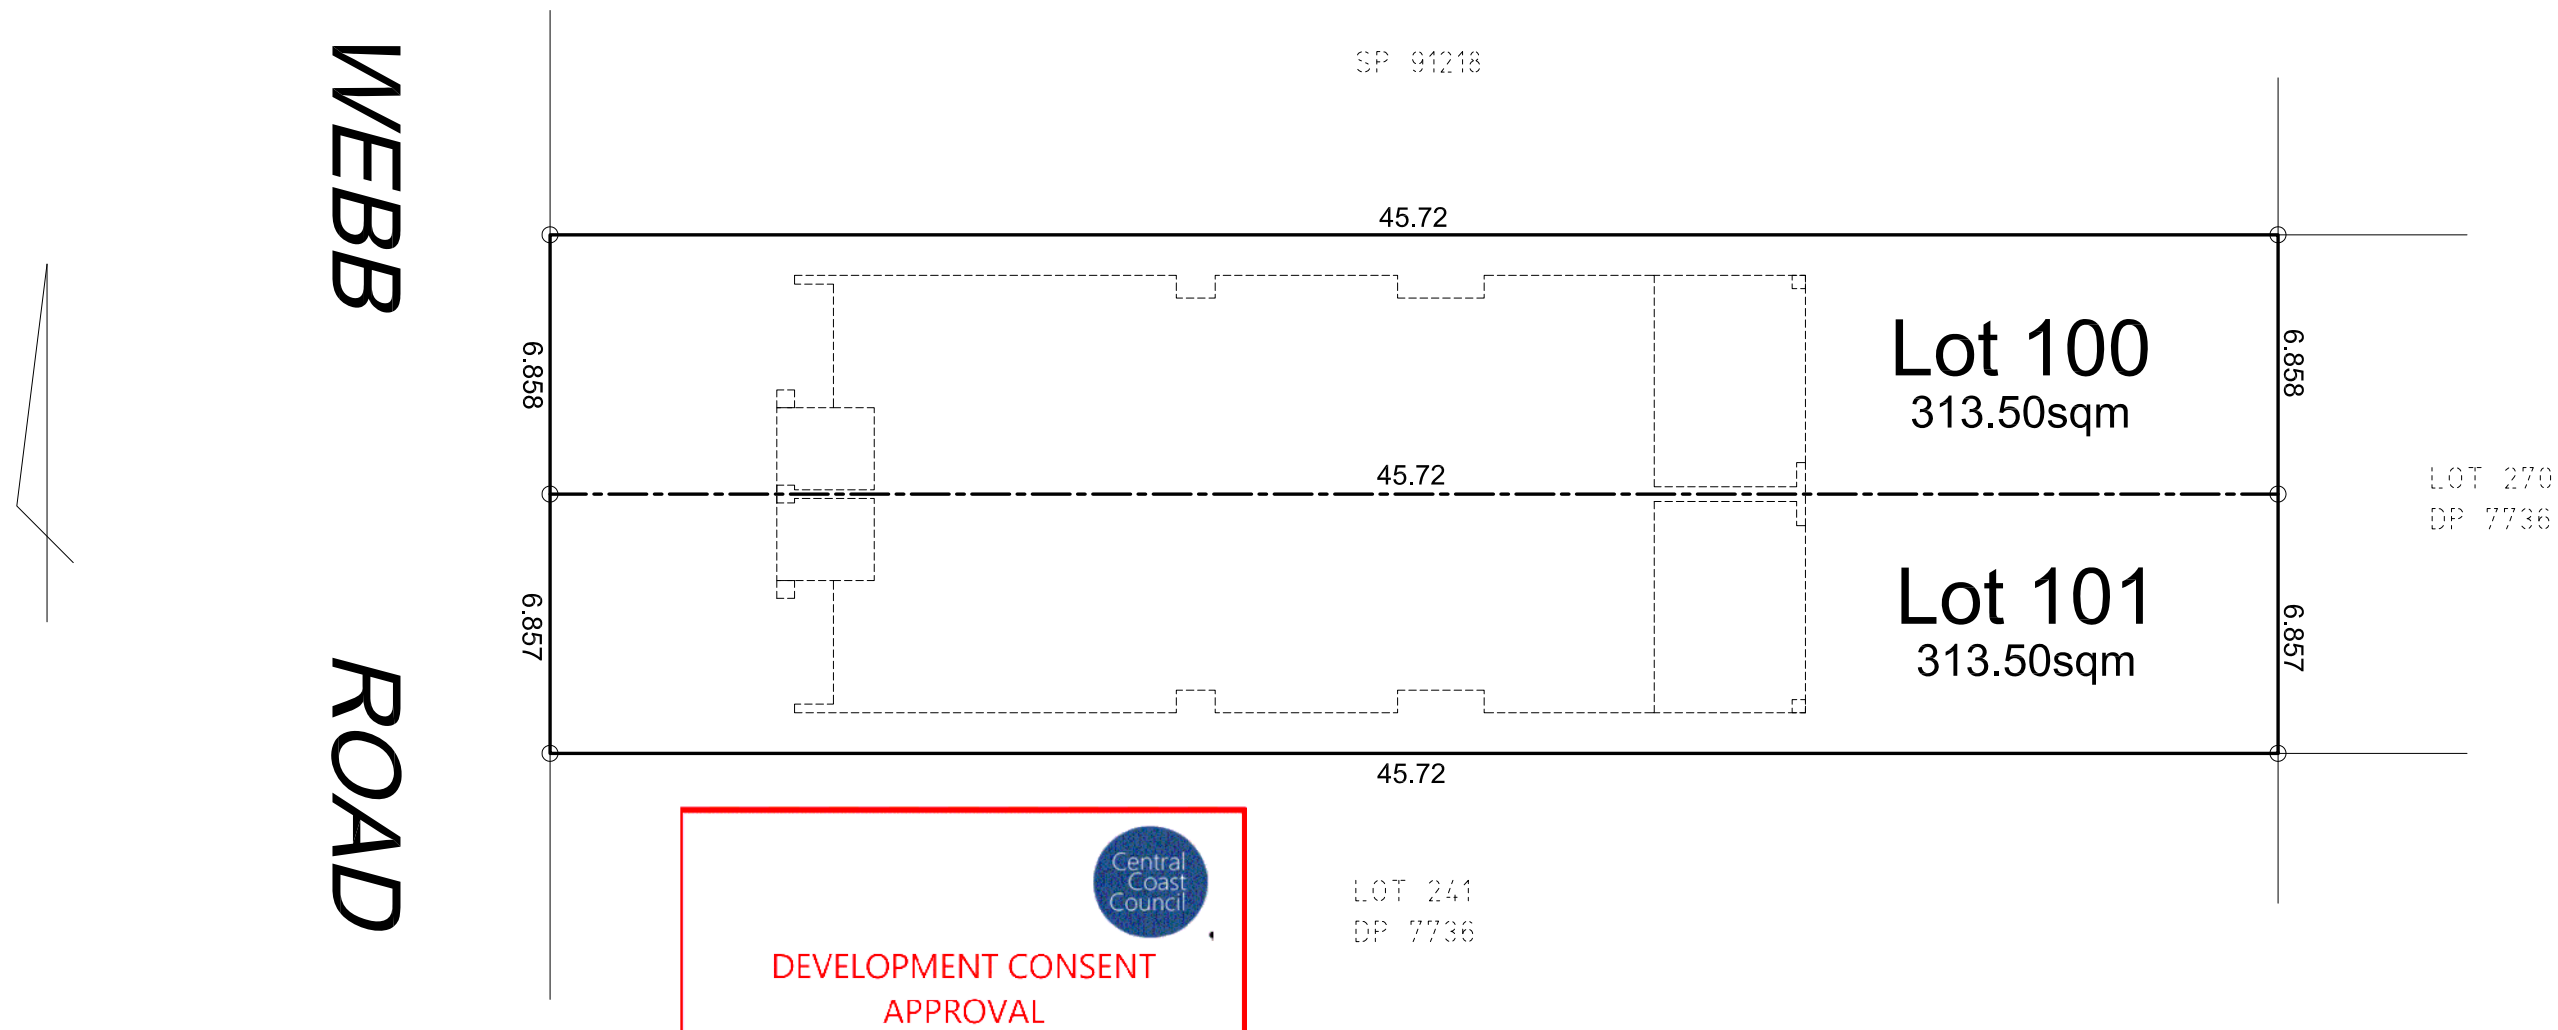 WEBB ROAD
SP 91218
45.72
6.858
Lot 100
313.50sqm
6.858
45.72
LOT 270
DP 7736
6.857
Lot 101
313.50sqm
6.857
45.72
Central
Coast
Council
LOT 241
DP 7736
DEVELOPMENT CONSENT
APPROVAL